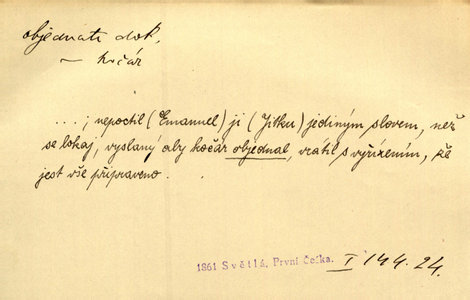 objednati dok.
— kočár
...; nepoctil (Emanuel) ji (Jitku) jediným slovem, než
se lokaj, vyslaný aby kočár objednal, vrátil s vyřízením, že
jest vše připraveno.
1861 Světlá, První Češka. I 144. 24.